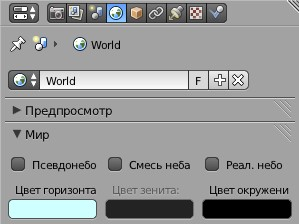 World
World F
Предпросмотр
Мир
Псевдонебо Смесь неба Реал. небо
Цвет горизонта Цвет зенита: Цвет окружени